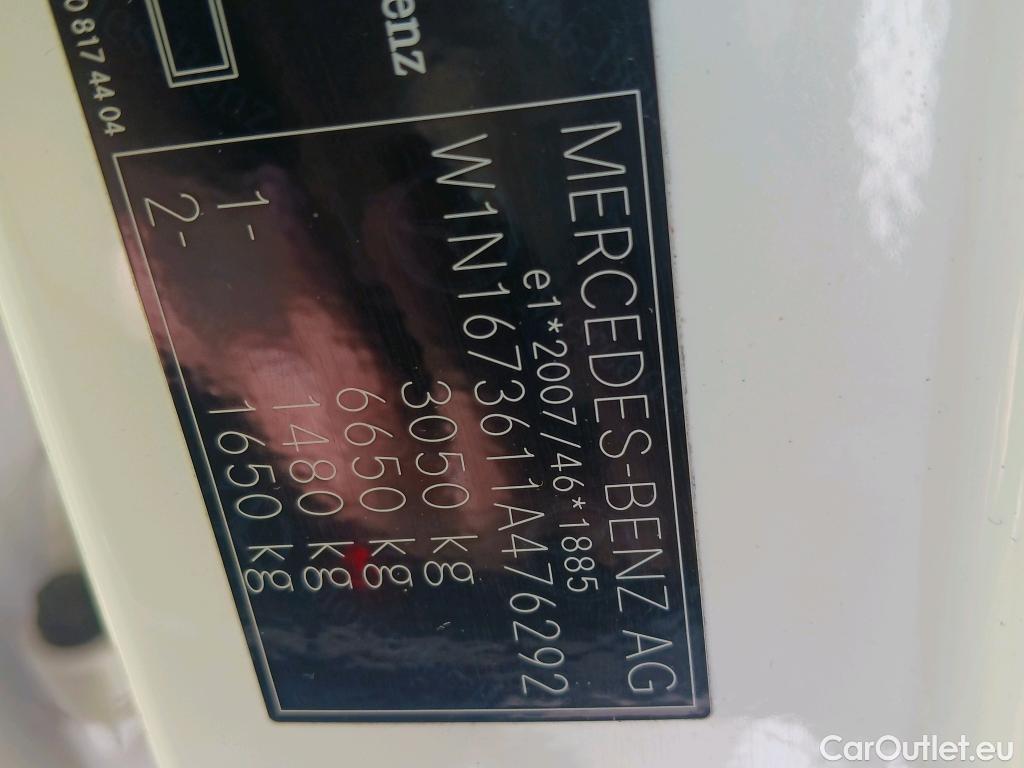 enz
0 817 44 04
MERCEDES-BENZ AG
e1*2007/46*1885
W1N1673611A476292
3050 kg
6650 kg
1- 1480 kg
2- 1650 kg
CarOutlet.eu